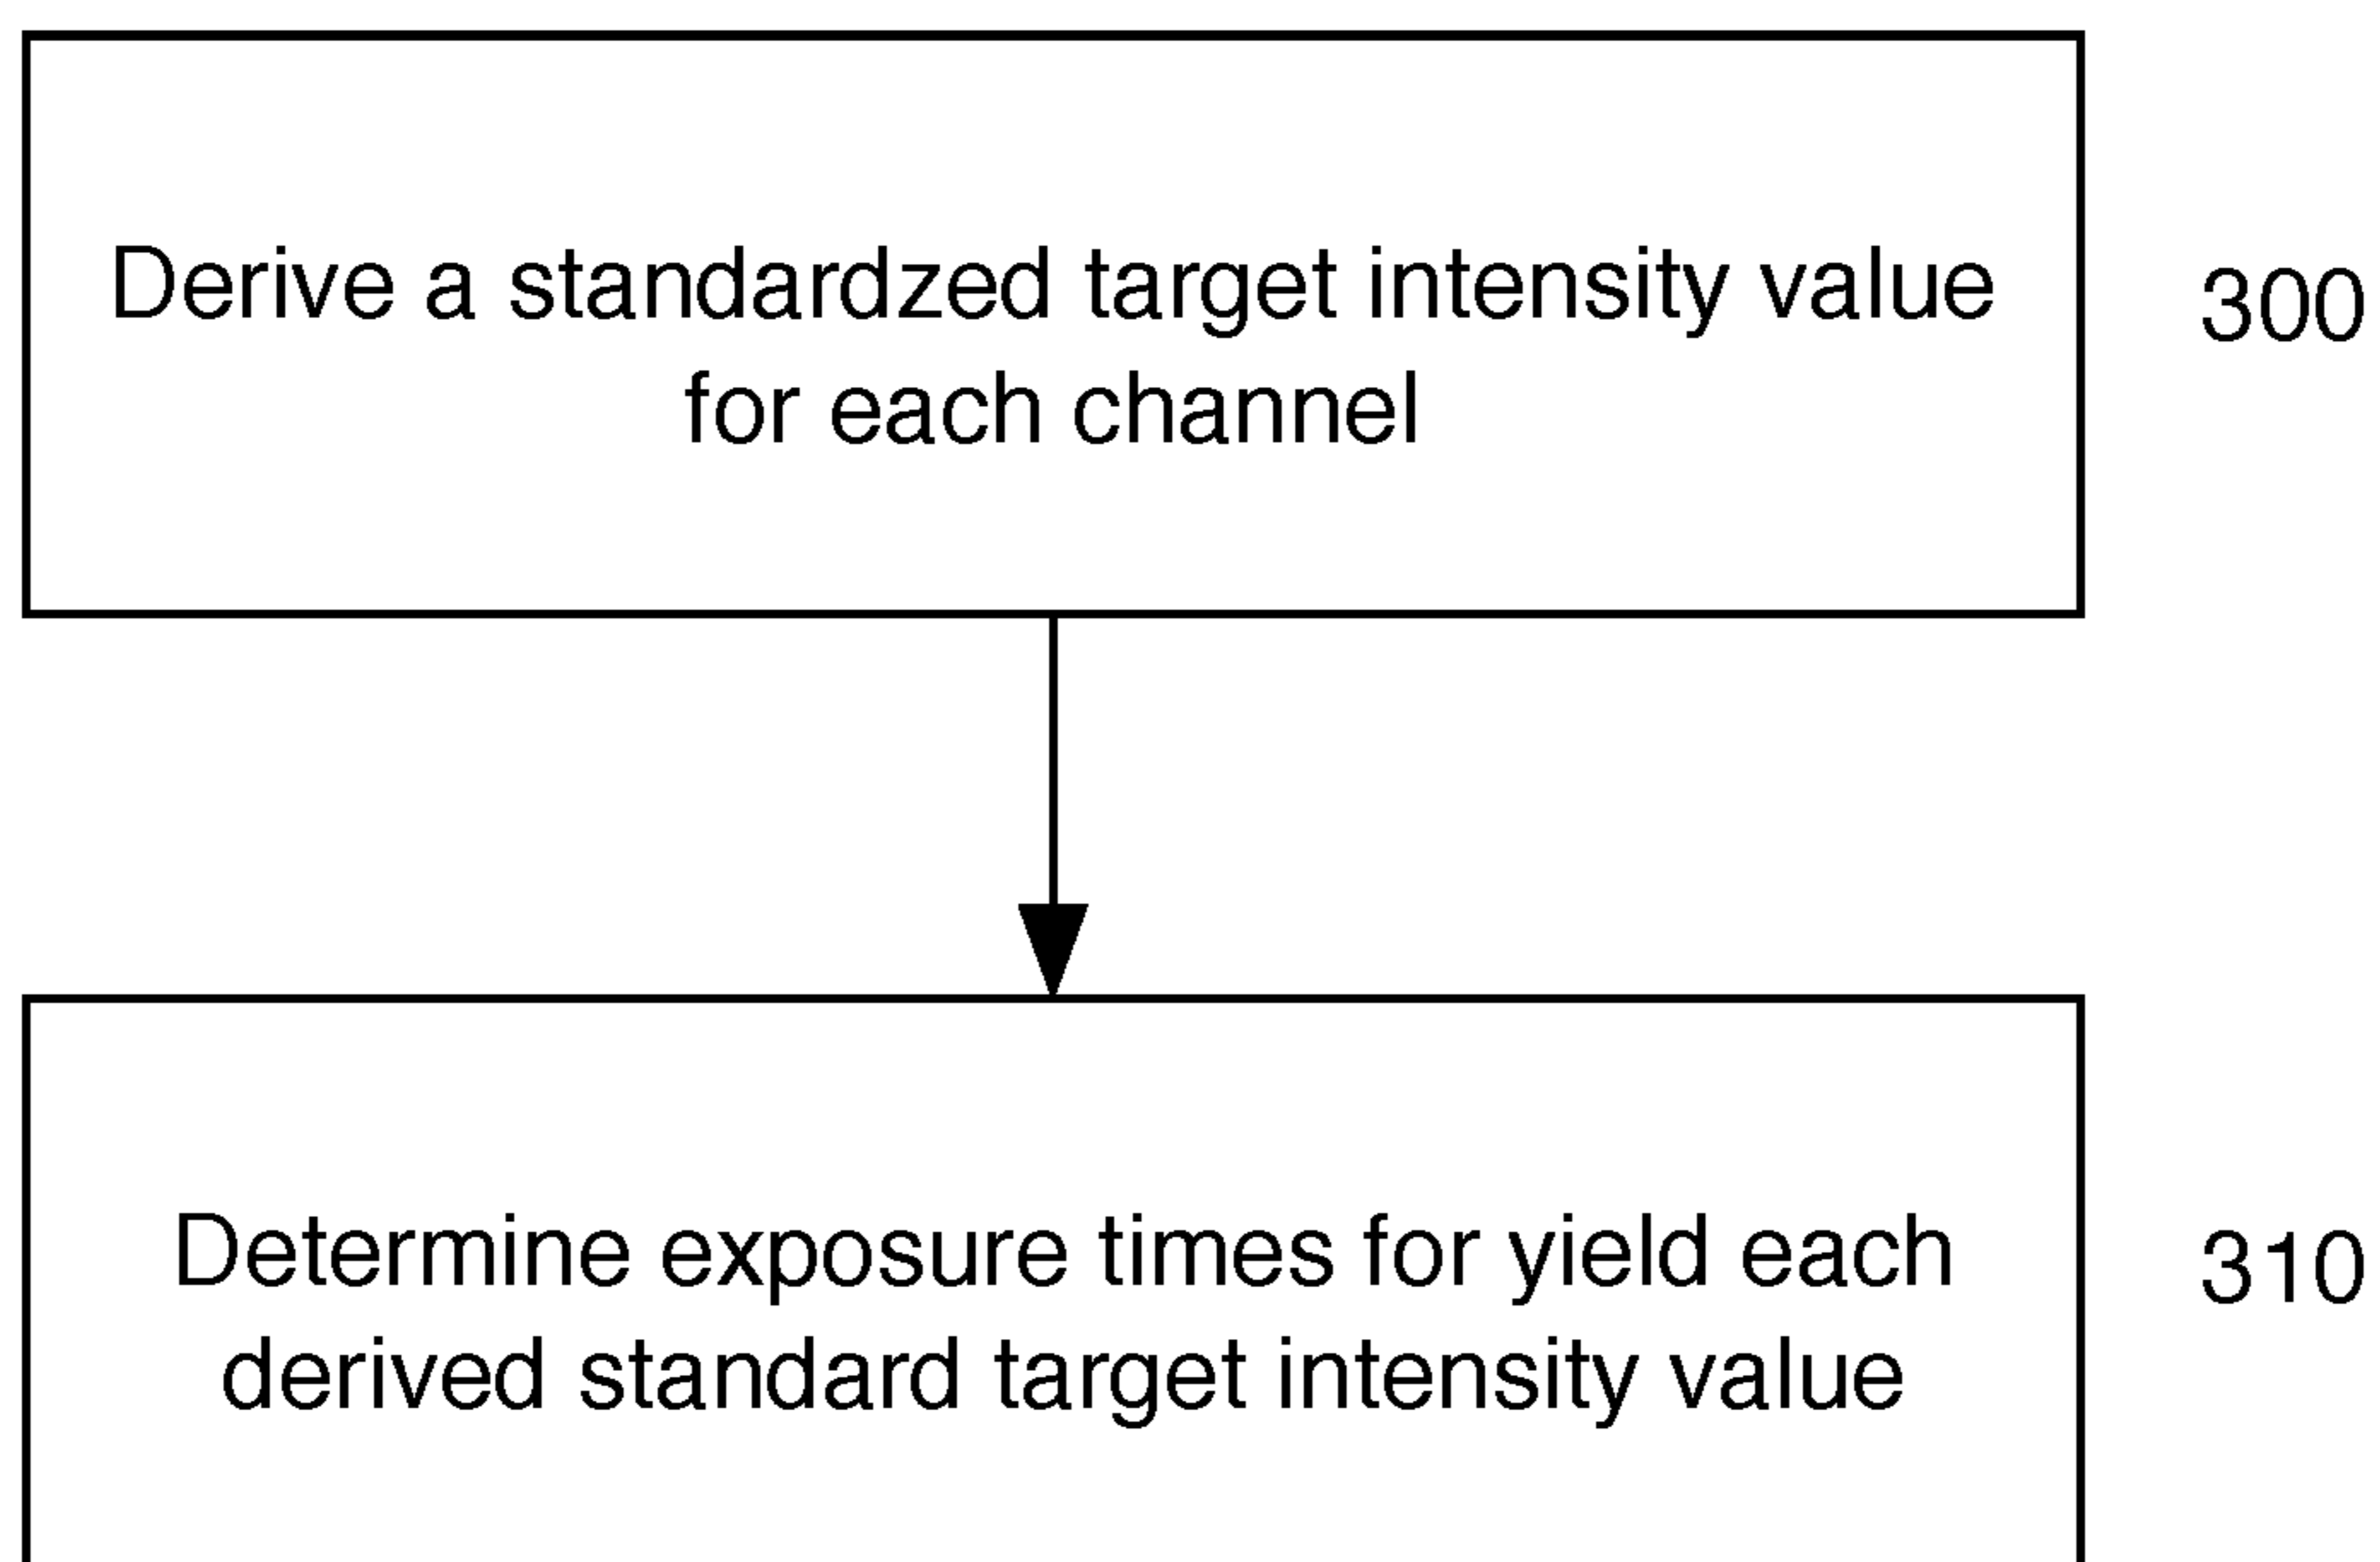 Derive a standardzed target intensity value
for each channel
300
Determine exposure times for yield each
derived standard target intensity value
310